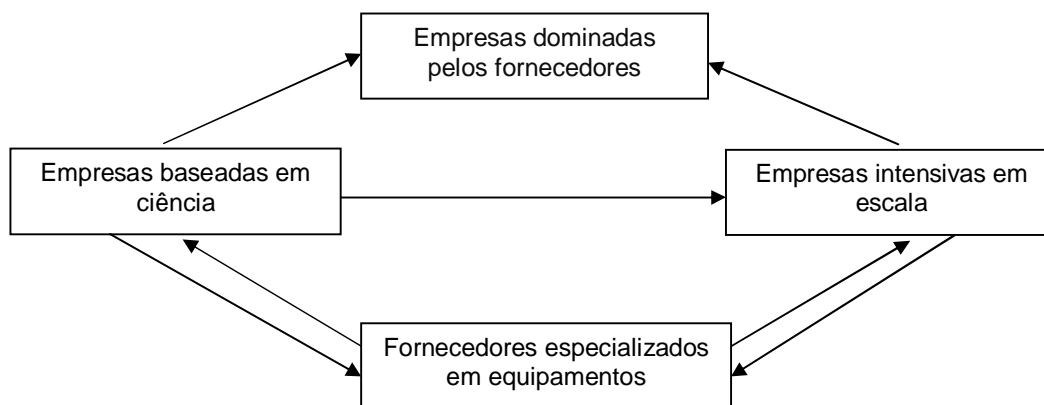 Empresas dominadas
pelos fornecedores
Empresas baseadas em
ciência
Empresas intensivas em
escala
Fornecedores especializados
em equipamentos